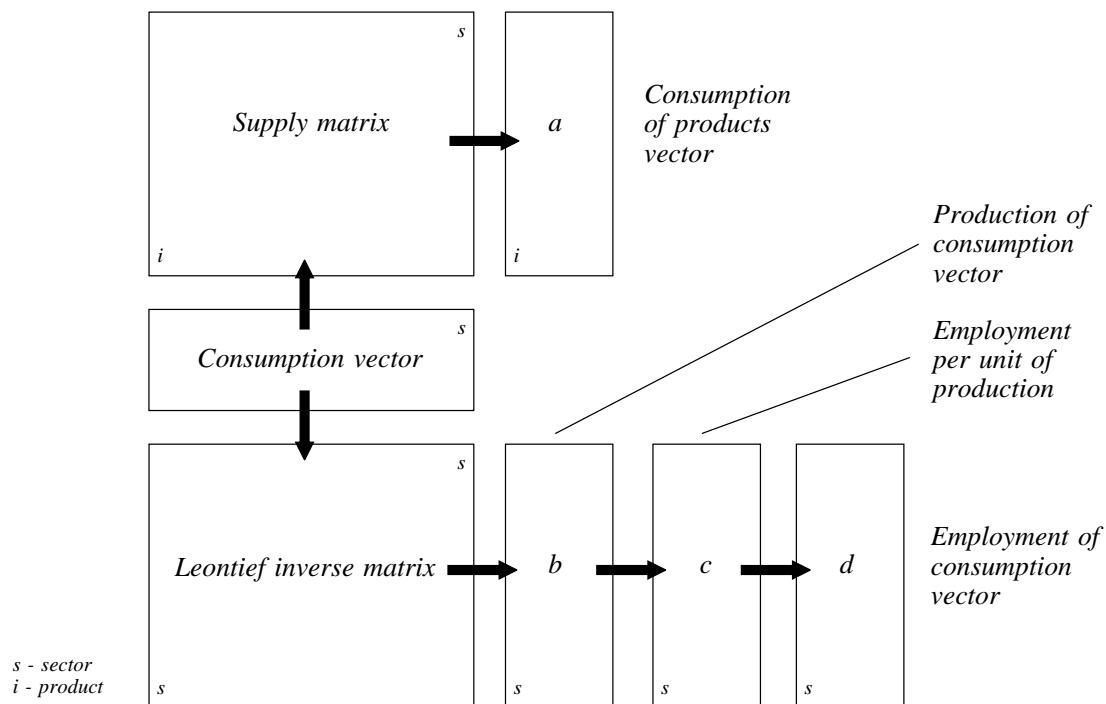 s
Supply matrix
a
Consumption
of products
vector
i
i
Production of
consumption
vector
s
Consumption vector
Employment
per unit of
production
s
Leontief inverse matrix
b
c
d
Employment of
consumption
vector
s - sector
i - product
s
s
s
s